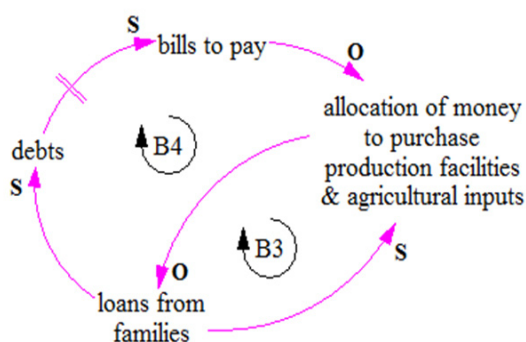 S
bills to pay
O
allocation of money
to purchase
production facilities
& agricultural inputs
B4
debts
S
B3
S
O
loans from
families